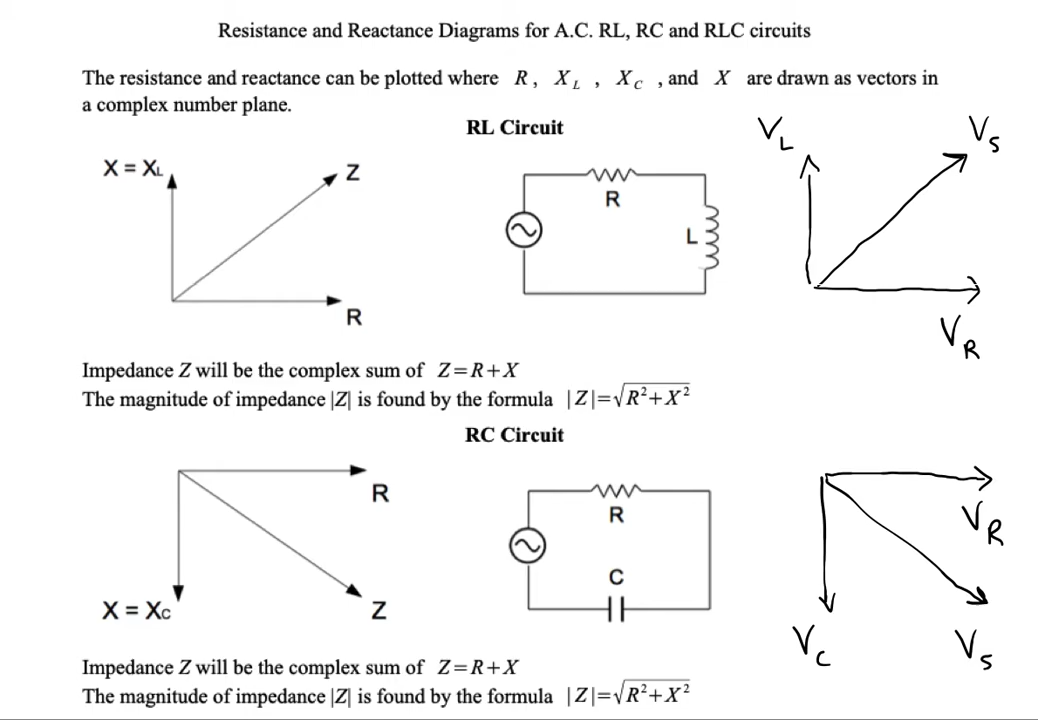 Resistance and Reactance Diagrams for A.C. RL, RC and RLC circuits
The resistance and reactance can be plotted where R, X_L, X_C, and X are drawn as vectors in
a complex number plane.
RL Circuit
V_L
V_S
X = X_L
Z
R
L
R
V_R
Impedance Z will be the complex sum of Z=R+X
The magnitude of impedance |Z| is found by the formula |Z|=√R²+X²
RC Circuit
R
R
V_R
C
X = X_C
Z
V_C
V_S
Impedance Z will be the complex sum of Z=R+X
The magnitude of impedance |Z| is found by the formula |Z|=√R²+X²